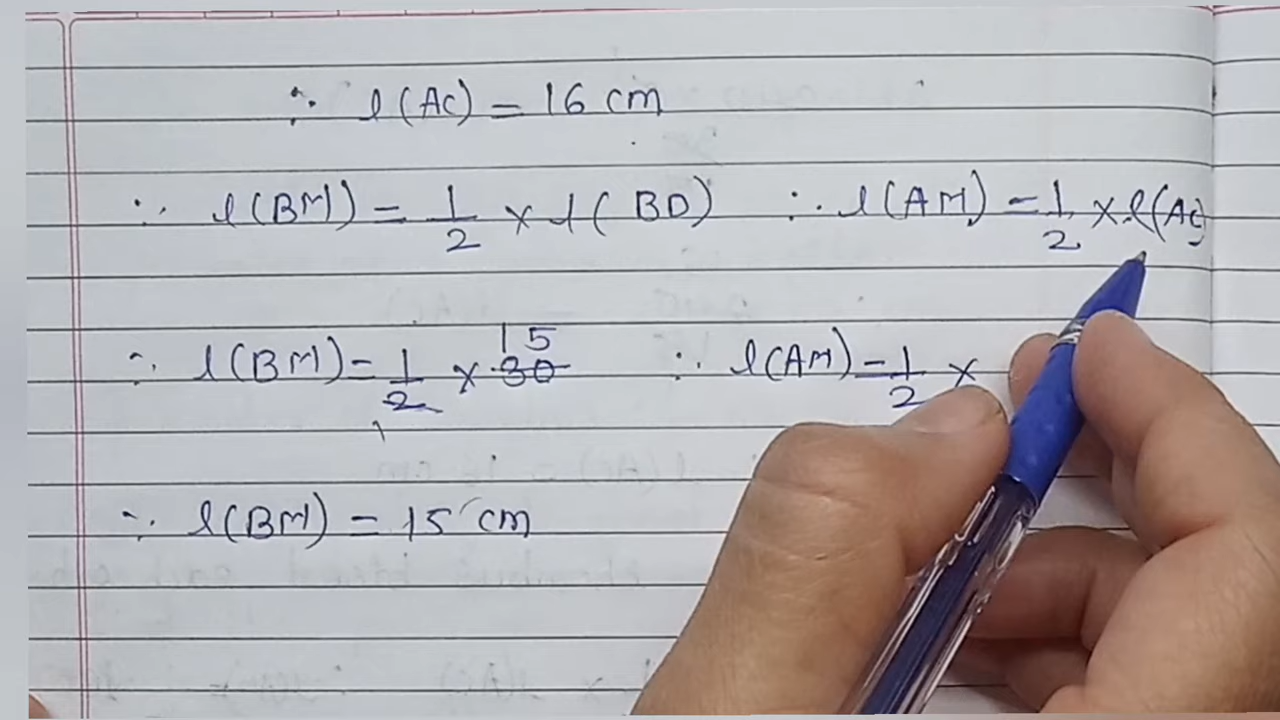 ∴ l(AC) = 16 cm
∴ l(BM) = 1/2 × l(BD) ∴ l(AM) = 1/2 × l(AC)
∴ l(BM) = 1/2 × 30 15 1 ∴ l(AM) = 1/2 ×
∴ l(BM) = 15 cm